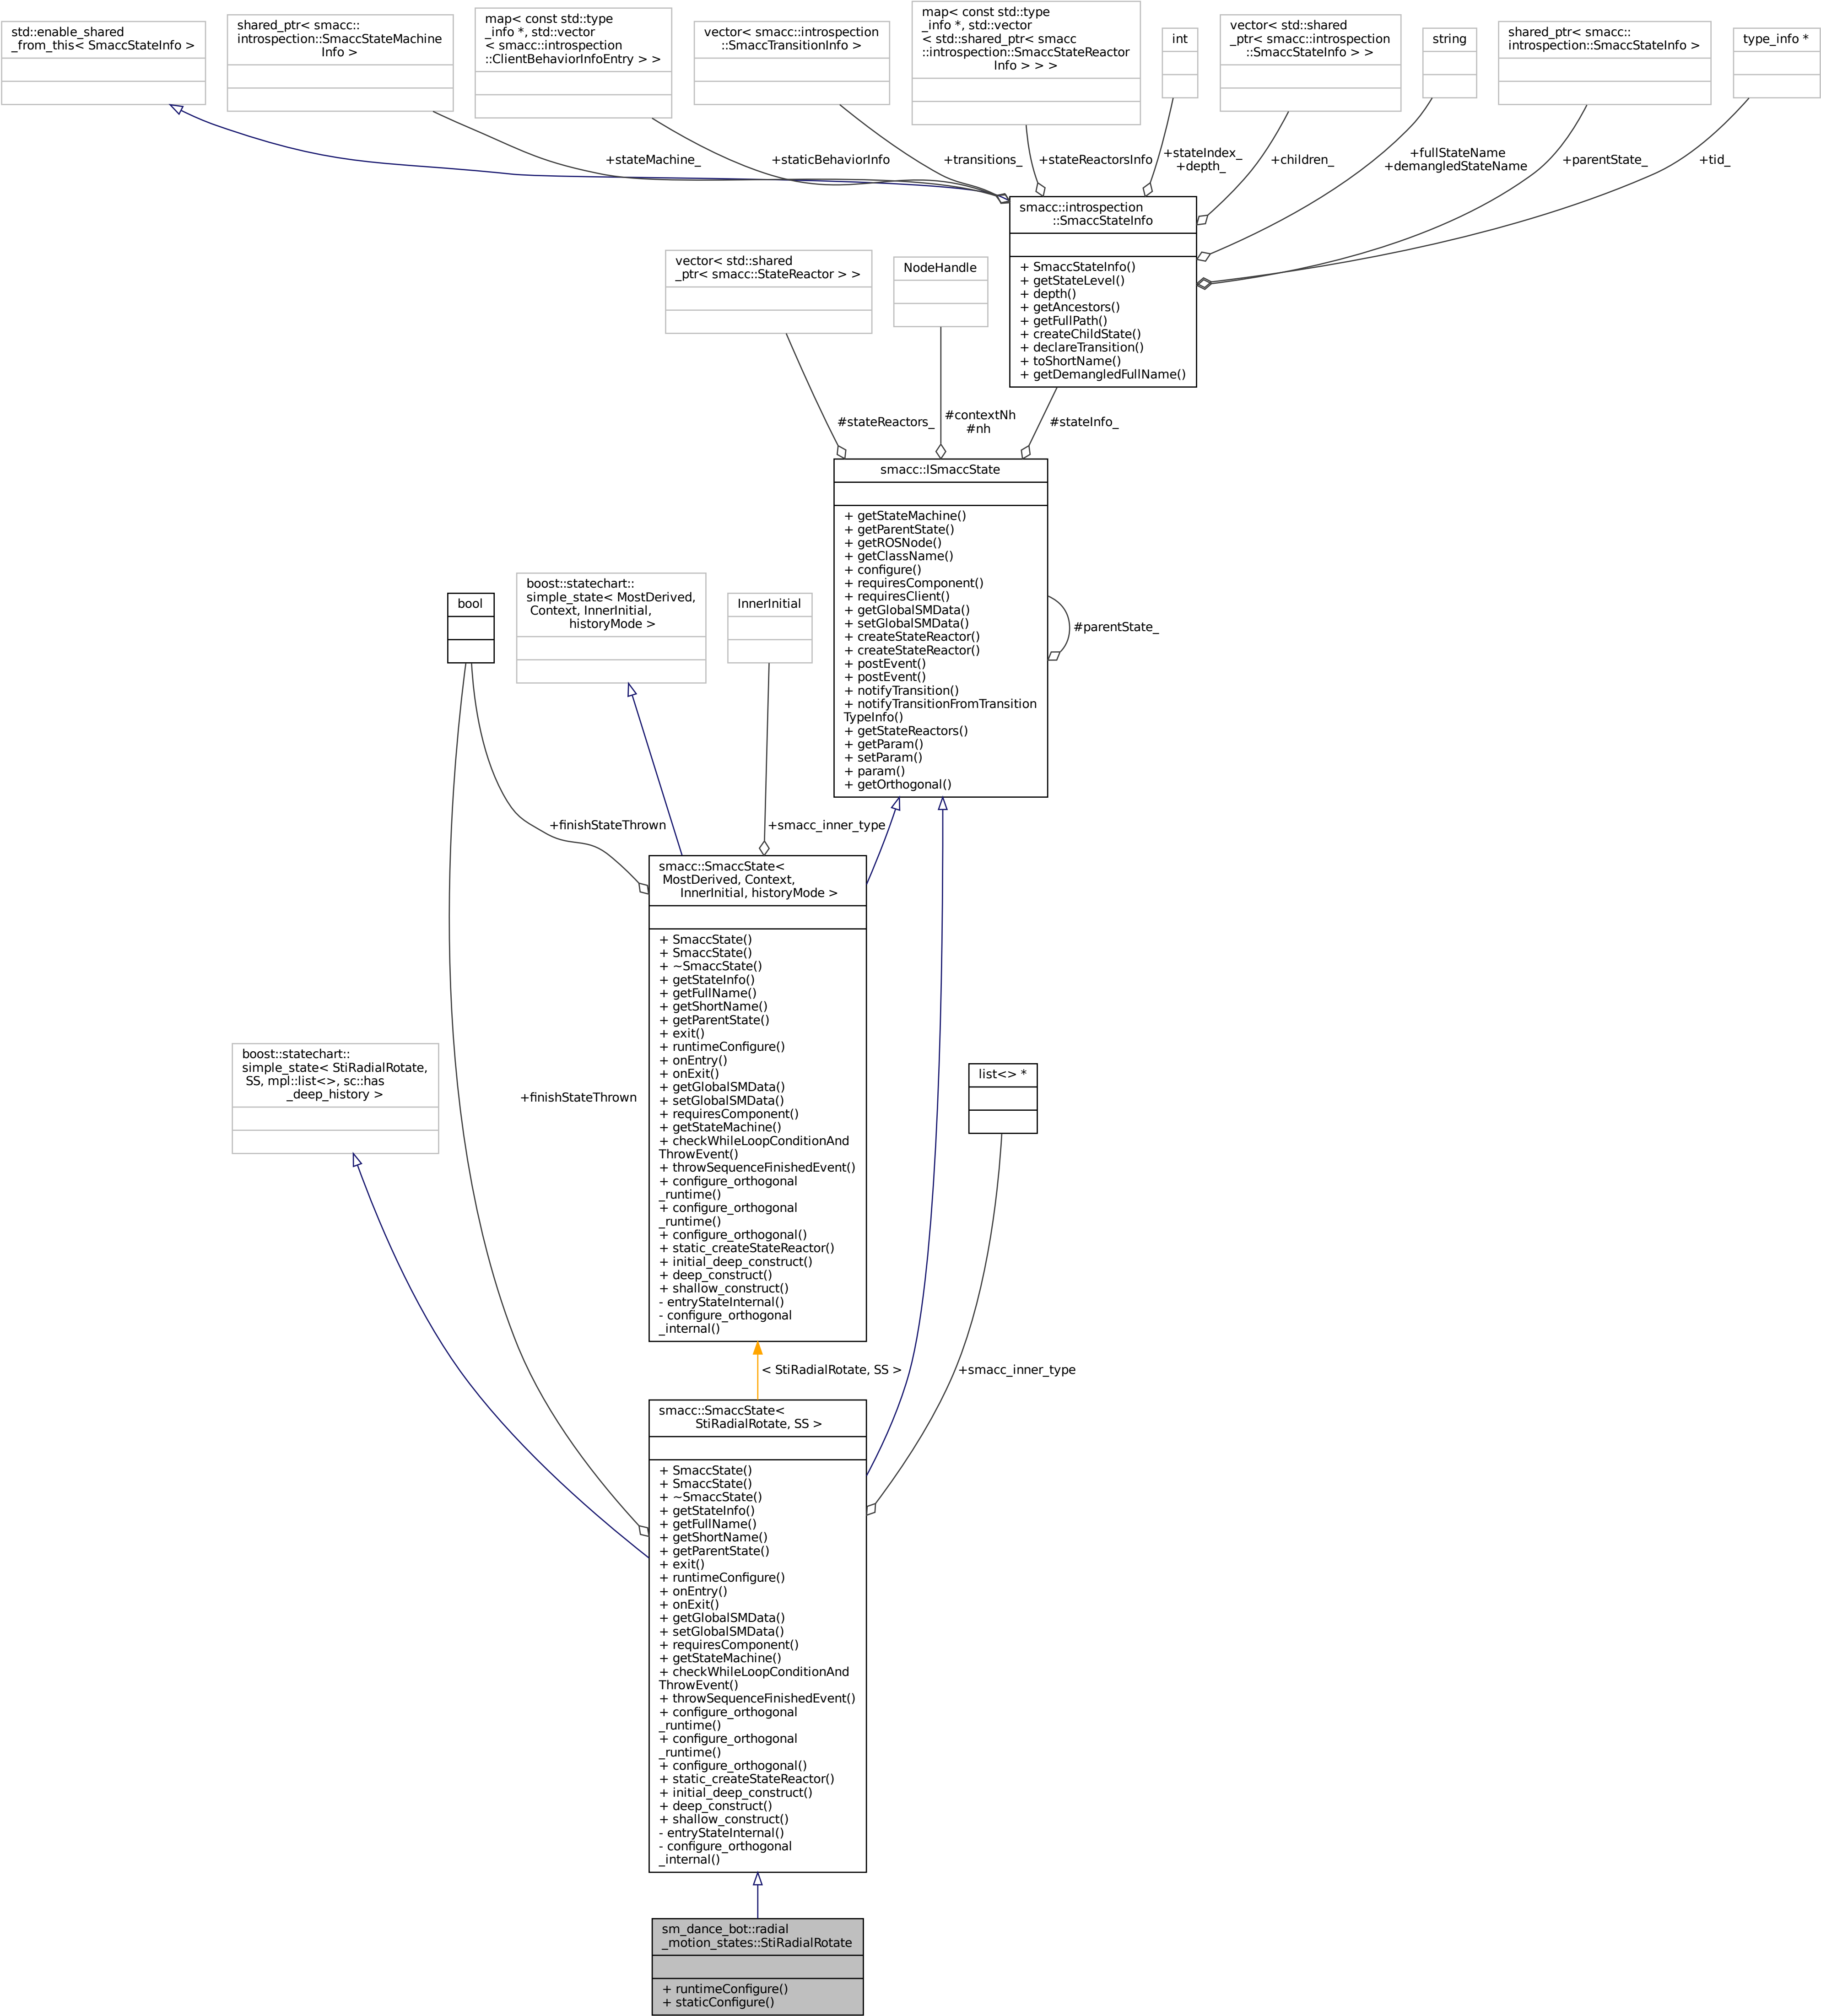 std::enable_shared
_from_this< SmaccStateInfo >
shared_ptr< smacc::
introspection::SmaccStateMachine
Info >
map< const std::type
_info *, std::vector
< smacc::introspection
::ClientBehaviorInfoEntry > >
vector< smacc::introspection
::SmaccTransitionInfo >
map< const std::type
_info *, std::vector
< std::shared_ptr< smacc
::introspection::SmaccStateReactor
Info > > >
int
vector< std::shared
_ptr< smacc::introspection
::SmaccStateInfo > >
string
shared_ptr< smacc::
introspection::SmaccStateInfo >
type_info *
+stateMachine_
+staticBehaviorInfo
+transitions_
+stateReactorsInfo
+stateIndex_
+depth_
+children_
+fullStateName
+demangledStateName
+parentState_
+tid_
smacc::introspection
::SmaccStateInfo
+ SmaccStateInfo()
+ getStateLevel()
+ depth()
+ getAncestors()
+ getFullPath()
+ createChildState()
+ declareTransition()
+ toShortName()
+ getDemangledFullName()
vector< std::shared
_ptr< smacc::StateReactor > >
NodeHandle
#stateReactors_
#contextNh
#nh
#stateInfo_
smacc::ISmaccState
+ getStateMachine()
+ getParentState()
+ getROSNode()
+ getClassName()
+ configure()
+ requiresComponent()
+ requiresClient()
+ getGlobalSMData()
+ setGlobalSMData()
+ createStateReactor()
+ createStateReactor()
+ postEvent()
+ postEvent()
+ notifyTransition()
+ notifyTransitionFromTransition
TypeInfo()
+ getStateReactors()
+ getParam()
+ setParam()
+ param()
+ getOrthogonal()
#parentState_
bool
boost::statechart::
simple_state< MostDerived,
Context, InnerInitial,
historyMode >
InnerInitial
+finishStateThrown
+smacc_inner_type
smacc::SmaccState<
MostDerived, Context,
InnerInitial, historyMode >
+ SmaccState()
+ SmaccState()
+ ~SmaccState()
+ getStateInfo()
+ getFullName()
+ getShortName()
+ getParentState()
+ exit()
+ runtimeConfigure()
+ onEntry()
+ onExit()
+ getGlobalSMData()
+ setGlobalSMData()
+ requiresComponent()
+ getStateMachine()
+ checkWhileLoopConditionAnd
ThrowEvent()
+ throwSequenceFinishedEvent()
+ configure_orthogonal
_runtime()
+ configure_orthogonal
_runtime()
+ configure_orthogonal()
+ static_createStateReactor()
+ initial_deep_construct()
+ deep_construct()
+ shallow_construct()
- entryStateInternal()
- configure_orthogonal
_internal()
boost::statechart::
simple_state< StiRadialRotate,
SS, mpl::list<>, sc::has
_deep_history >
+finishStateThrown
list<> *
< StiRadialRotate, SS >
+smacc_inner_type
smacc::SmaccState<
StiRadialRotate, SS >
+ SmaccState()
+ SmaccState()
+ ~SmaccState()
+ getStateInfo()
+ getFullName()
+ getShortName()
+ getParentState()
+ exit()
+ runtimeConfigure()
+ onEntry()
+ onExit()
+ getGlobalSMData()
+ setGlobalSMData()
+ requiresComponent()
+ getStateMachine()
+ checkWhileLoopConditionAnd
ThrowEvent()
+ throwSequenceFinishedEvent()
+ configure_orthogonal
_runtime()
+ configure_orthogonal
_runtime()
+ configure_orthogonal()
+ static_createStateReactor()
+ initial_deep_construct()
+ deep_construct()
+ shallow_construct()
- entryStateInternal()
- configure_orthogonal
_internal()
sm_dance_bot::radial
_motion_states::StiRadialRotate
+ runtimeConfigure()
+ staticConfigure()